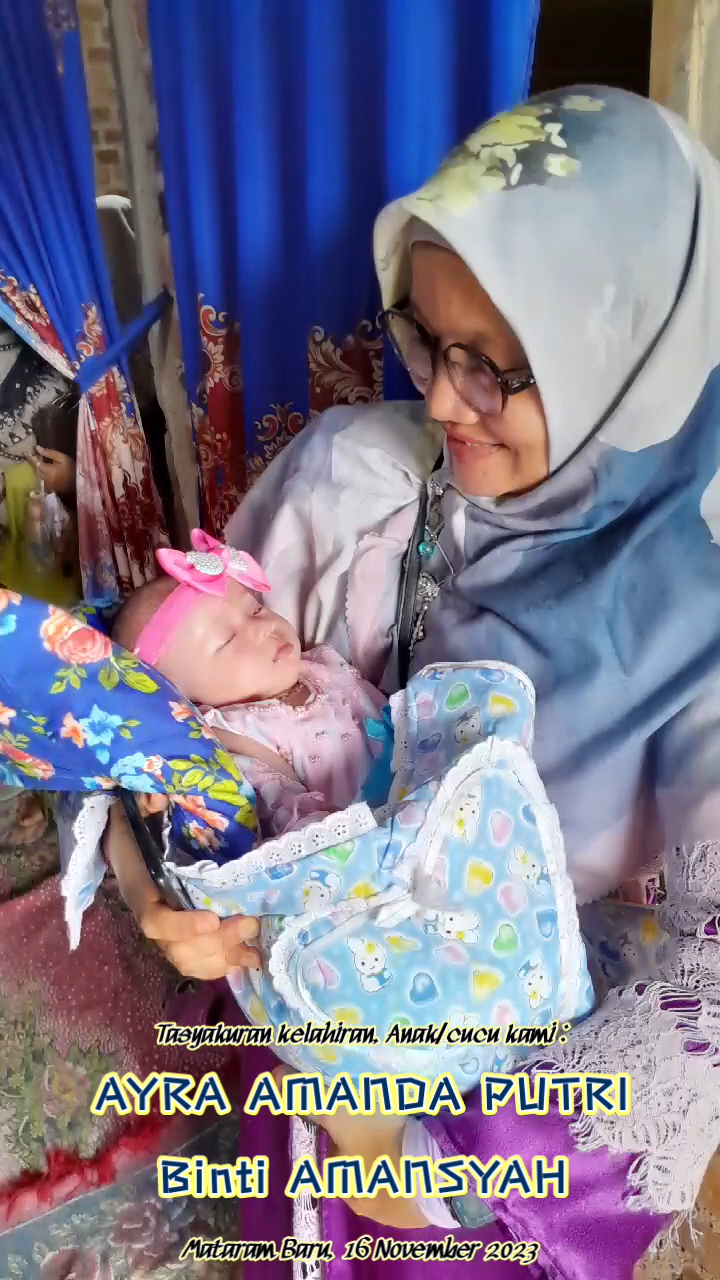 Tasyakuran kelahiran, Anak/cucu kami :
AYRA AMANDA PUTRI
Binti AMANSYAH
Mataram Baru, 16 November 2023